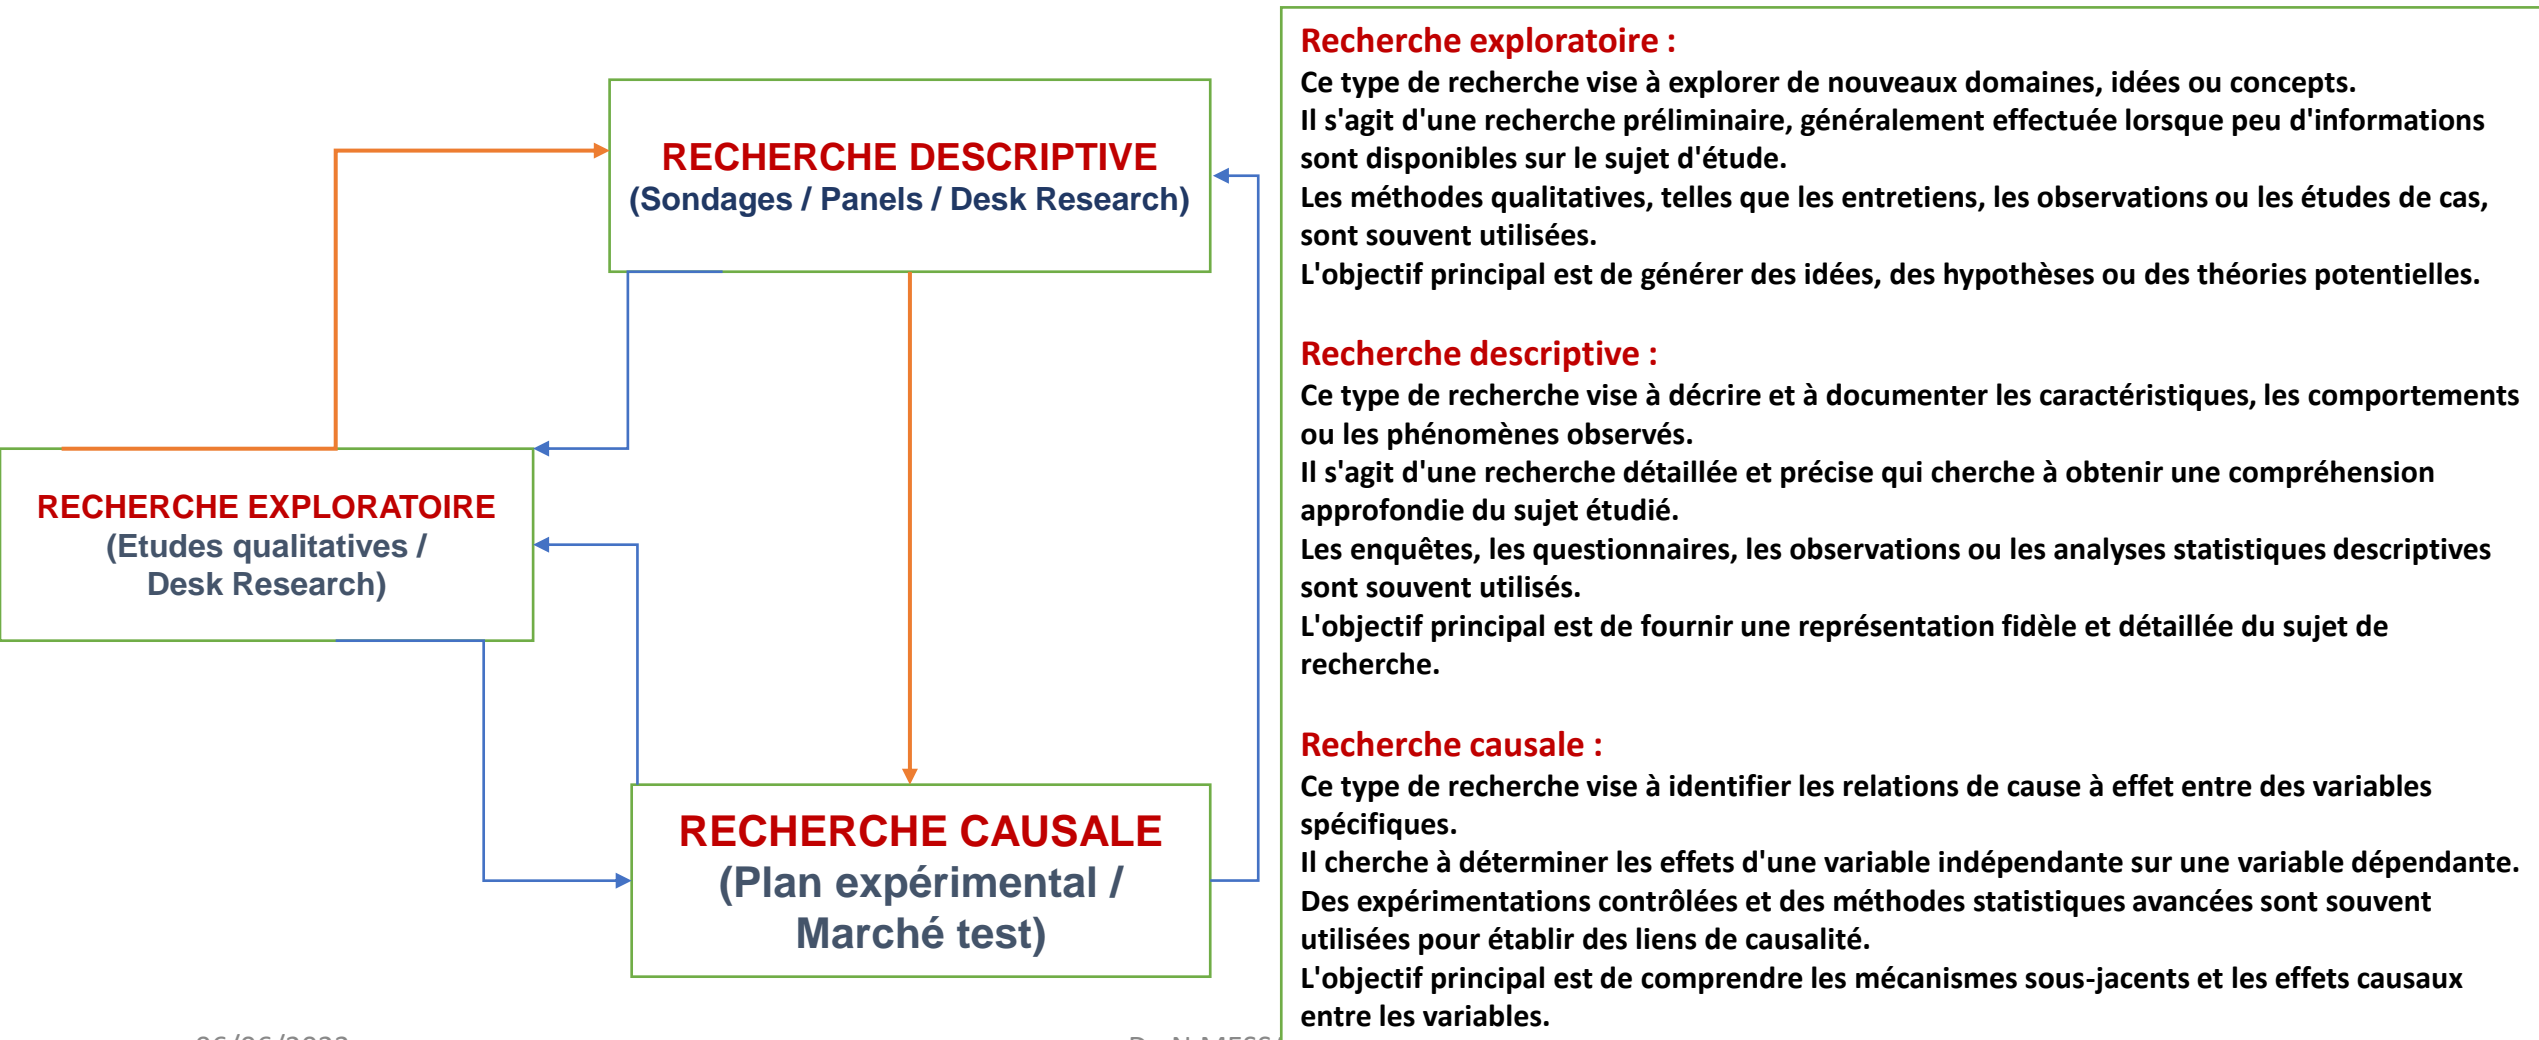 RECHERCHE DESCRIPTIVE
(Sondages / Panels / Desk Research)
RECHERCHE EXPLORATOIRE
(Etudes qualitatives /
Desk Research)
RECHERCHE CAUSALE
(Plan expérimental /
Marché test)
Recherche exploratoire :
Ce type de recherche vise à explorer de nouveaux domaines, idées ou concepts.
Il s'agit d'une recherche préliminaire, généralement effectuée lorsque peu d'informations
sont disponibles sur le sujet d'étude.
Les méthodes qualitatives, telles que les entretiens, les observations ou les études de cas,
sont souvent utilisées.
L'objectif principal est de générer des idées, des hypothèses ou des théories potentielles.
Recherche descriptive :
Ce type de recherche vise à décrire et à documenter les caractéristiques, les comportements
ou les phénomènes observés.
Il s'agit d'une recherche détaillée et précise qui cherche à obtenir une compréhension
approfondie du sujet étudié.
Les enquêtes, les questionnaires, les observations ou les analyses statistiques descriptives
sont souvent utilisés.
L'objectif principal est de fournir une représentation fidèle et détaillée du sujet de
recherche.
Recherche causale :
Ce type de recherche vise à identifier les relations de cause à effet entre des variables
spécifiques.
Il cherche à déterminer les effets d'une variable indépendante sur une variable dépendante.
Des expérimentations contrôlées et des méthodes statistiques avancées sont souvent
utilisées pour établir des liens de causalité.
L'objectif principal est de comprendre les mécanismes sous-jacents et les effets causaux
entre les variables.